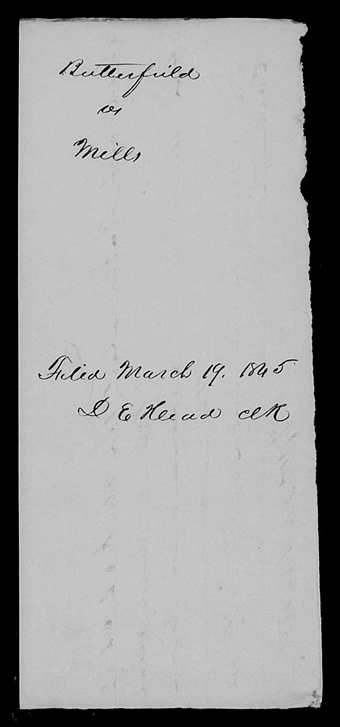 Butterfield
vs
Mills
Filed March 19. 1845
D E Head clk